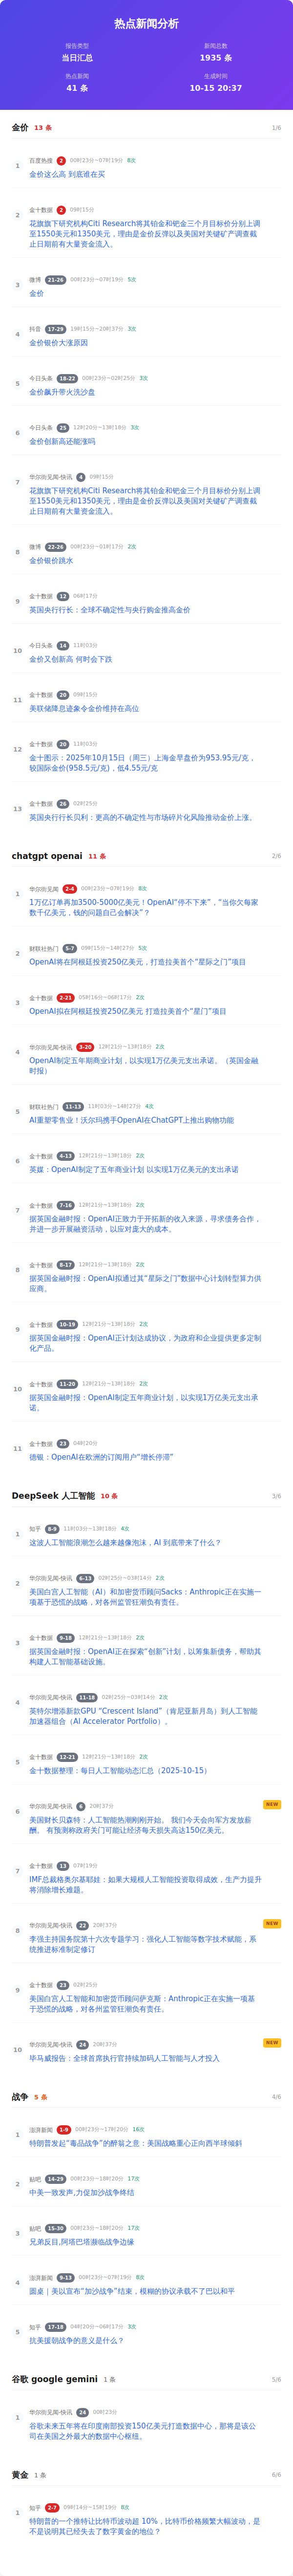 热点新闻分析
报告类型
新闻总数
当日汇总
1935 条
热点新闻
生成时间
41 条
10-15 20:37
金价 13 条 1/6
1
百度热搜 2 00时23分~07时19分 8次
金价这么高 到底谁在买
2
金十数据 2 09时15分
花旗旗下研究机构Citi Research将其铂金和钯金三个月目标价分别上调
至1550美元和1350美元，理由是金价反弹以及美国对关键矿产调查截
止日期前有大量资金流入。
3
微博 21-26 00时23分~07时19分 5次
金价
4
抖音 17-29 19时15分~20时37分 3次
金价银价大涨原因
5
今日头条 18-22 00时23分~02时25分 3次
金价飙升带火洗沙盘
6
今日头条 25 12时20分~13时18分 3次
金价创新高还能涨吗
7
华尔街见闻-快讯 4 09时15分
花旗旗下研究机构Citi Research将其铂金和钯金三个月目标价分别上调
至1550美元和1350美元，理由是金价反弹以及美国对关键矿产调查截
止日期前有大量资金流入。
8
微博 22-26 00时23分~01时17分 2次
金价银价跳水
9
金十数据 12 06时17分
英国央行行长：全球不确定性与央行购金推高金价
10
今日头条 14 11时03分
金价又创新高 何时会下跌
11
金十数据 20 09时15分
美联储降息迹象令金价维持在高位
12
金十数据 20 11时03分
金十图示：2025年10月15日（周三）上海金早盘价为953.95元/克，
较国际金价(958.5元/克)，低4.55元/克
13
金十数据 26 02时25分
英国央行行长贝利：更高的不确定性与市场碎片化风险推动金价上涨。
chatgpt openai 11 条 2/6
1
华尔街见闻 2-4 00时23分~07时19分 8次
1万亿订单再加3500-5000亿美元！OpenAI“停不下来”，“当你欠每家
数千亿美元，钱的问题自己会解决”？
2
财联社热门 5-7 09时15分~14时27分 5次
OpenAI将在阿根廷投资250亿美元，打造拉美首个“星际之门”项目
3
金十数据 2-21 05时16分~06时17分 2次
OpenAI拟在阿根廷投资250亿美元 打造拉美首个“星门”项目
4
华尔街见闻-快讯 3-20 12时21分~13时18分 2次
OpenAI制定五年期商业计划，以实现1万亿美元支出承诺。（英国金融
时报）
5
财联社热门 11-13 11时03分~14时27分 4次
AI重塑零售业！沃尔玛携手OpenAI在ChatGPT上推出购物功能
6
金十数据 4-13 12时21分~13时18分 2次
英媒：OpenAI制定了五年商业计划 以实现1万亿美元的支出承诺
7
金十数据 7-16 12时21分~13时18分 2次
据英国金融时报：OpenAI正致力于开拓新的收入来源，寻求债务合作，
并进一步开展融资活动，以应对庞大的成本。
8
金十数据 8-17 12时21分~13时18分 2次
据英国金融时报：OpenAI拟通过其“星际之门”数据中心计划转型算力供
应商。
9
金十数据 10-19 12时21分~13时18分 2次
据英国金融时报：OpenAI正计划达成协议，为政府和企业提供更多定制
化产品。
10
金十数据 11-20 12时21分~13时18分 2次
据英国金融时报：OpenAI制定五年商业计划，以实现1万亿美元支出承
诺。
11
金十数据 23 04时20分
德银：OpenAI在欧洲的订阅用户“增长停滞”
DeepSeek 人工智能 10 条 3/6
1
知乎 8-9 11时03分~13时18分 4次
这波人工智能浪潮怎么越来越像泡沫，AI 到底带来了什么？
2
华尔街见闻-快讯 6-13 02时25分~03时14分 2次
美国白宫人工智能（AI）和加密货币顾问Sacks：Anthropic正在实施一
项基于恐慌的战略，对各州监管狂潮负有责任。
3
金十数据 9-18 12时21分~13时18分 2次
据英国金融时报：OpenAI正在探索“创新”计划，以筹集新债务，帮助其
构建人工智能基础设施。
4
华尔街见闻-快讯 11-18 02时25分~03时14分 2次
英特尔增添新款GPU “Crescent Island”（肯尼亚新月岛）到人工智能
加速器组合（AI Accelerator Portfolio）。
5
金十数据 12-21 12时21分~13时18分 2次
金十数据整理：每日人工智能动态汇总（2025-10-15）
6
华尔街见闻-快讯 6 20时37分 NEW
美国财长贝森特：人工智能热潮刚刚开始。 我们今天会向军方发放薪
酬。 有预测称政府关门可能让经济每天损失高达150亿美元。
7
金十数据 13 07时19分
IMF总裁格奥尔基耶娃：如果大规模人工智能投资取得成效，生产力提升
将消除增长难题。
8
华尔街见闻-快讯 22 20时37分 NEW
李强主持国务院第十六次专题学习：强化人工智能等数字技术赋能，系
统推进标准制定修订
9
金十数据 23 02时25分
美国白宫人工智能和加密货币顾问萨克斯：Anthropic正在实施一项基
于恐慌的战略，对各州监管狂潮负有责任。
10
华尔街见闻-快讯 24 20时37分 NEW
毕马威报告：全球首席执行官持续加码人工智能与人才投入
战争 5 条 4/6
1
澎湃新闻 1-9 00时23分~17时20分 16次
特朗普发起“毒品战争”的醉翁之意：美国战略重心正向西半球倾斜
2
贴吧 14-29 00时23分~18时20分 17次
中美一致发声,力促加沙战争终结
3
贴吧 15-30 00时23分~18时20分 17次
兄弟反目,阿塔巴塔濒临战争边缘
4
澎湃新闻 9-13 00时23分~07时19分 8次
圆桌｜美以宣布“加沙战争”结束，模糊的协议承载不了巴以和平
5
知乎 17-18 04时20分~06时17分 3次
抗美援朝战争的意义是什么？
谷歌 google gemini 1 条 5/6
1
华尔街见闻-快讯 24 00时23分
谷歌未来五年将在印度南部投资150亿美元打造数据中心，那将是该公
司在美国之外最大的数据中心枢纽。
黄金 1 条 6/6
1
知乎 2-7 09时14分~15时19分 8次
特朗普的一个推特让比特币波动超 10%，比特币价格频繁大幅波动，是
不是说明其已经失去了数字黄金的地位？